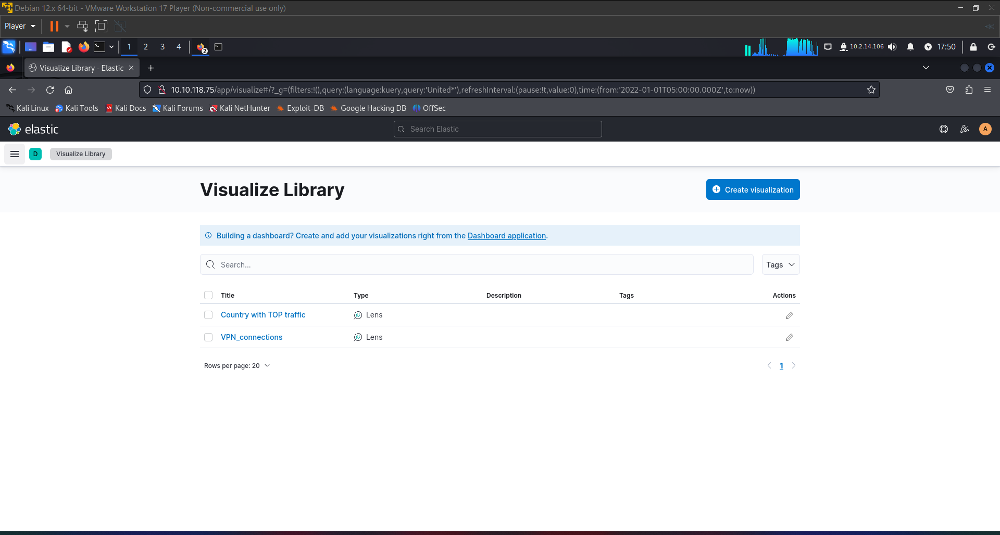 Debian 12.x 64-bit - VMware Workstation 17 Player (Non-commercial use only)
Player
1 2 3 4 2 10.2.14.106 17:50
Visualize Library - Elastic
10.10.118.75/app/visualize#/?_g=(filters:!(),query:(language:kuery,query:'United*'),refreshInterval:(pause:!t,value:0),time:(from:'2022-01-01T05:00:00.000Z',to:now))
Kali Linux Kali Tools Kali Docs Kali Forums Kali NetHunter Exploit-DB Google Hacking DB OffSec
elastic Search Elastic A
D Visualize Library
Visualize Library Create visualization
Building a dashboard? Create and add your visualizations right from the Dashboard application.
Search... Tags
Title Type Description Tags Actions
Country with TOP traffic Lens
VPN_connections Lens
Rows per page: 20 1